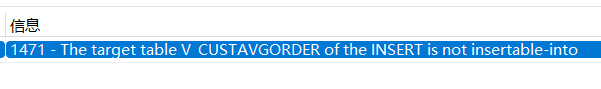 信息
1471 - The target table V_CUSTAVGORDER of the INSERT is not insertable-into